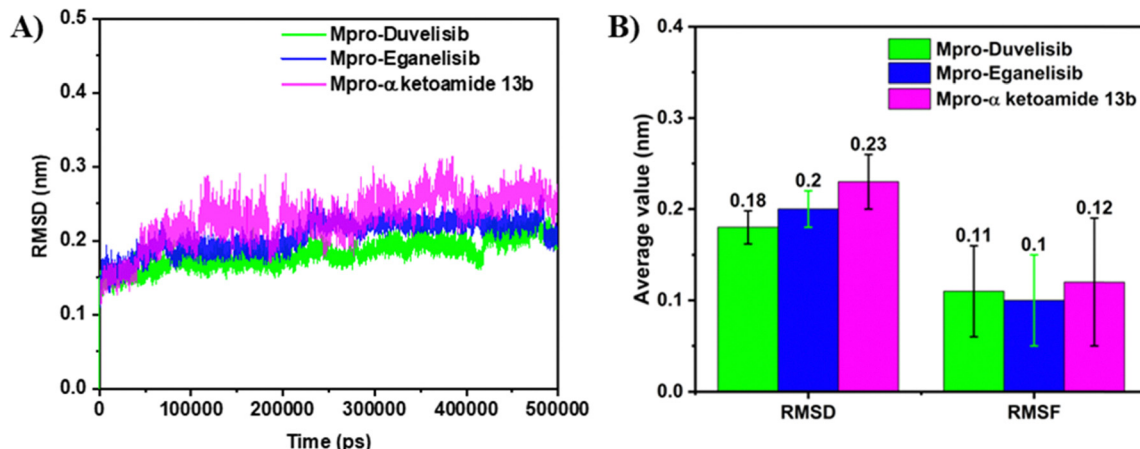 A)
0.5
0.4
0.3
0.2
0.1
0.0
RMSD (nm)
Mpro-Duvelisib
Mpro-Eganelisib
Mpro-α ketoamide 13b
0 100000 200000 300000 400000 500000
Time (ps)
B)
0.4
0.3
0.2
0.1
0.0
Average value (nm)
Mpro-Duvelisib
Mpro-Eganelisib
Mpro-α ketoamide 13b
0.18 0.2 0.23 0.11 0.1 0.12
RMSD RMSF